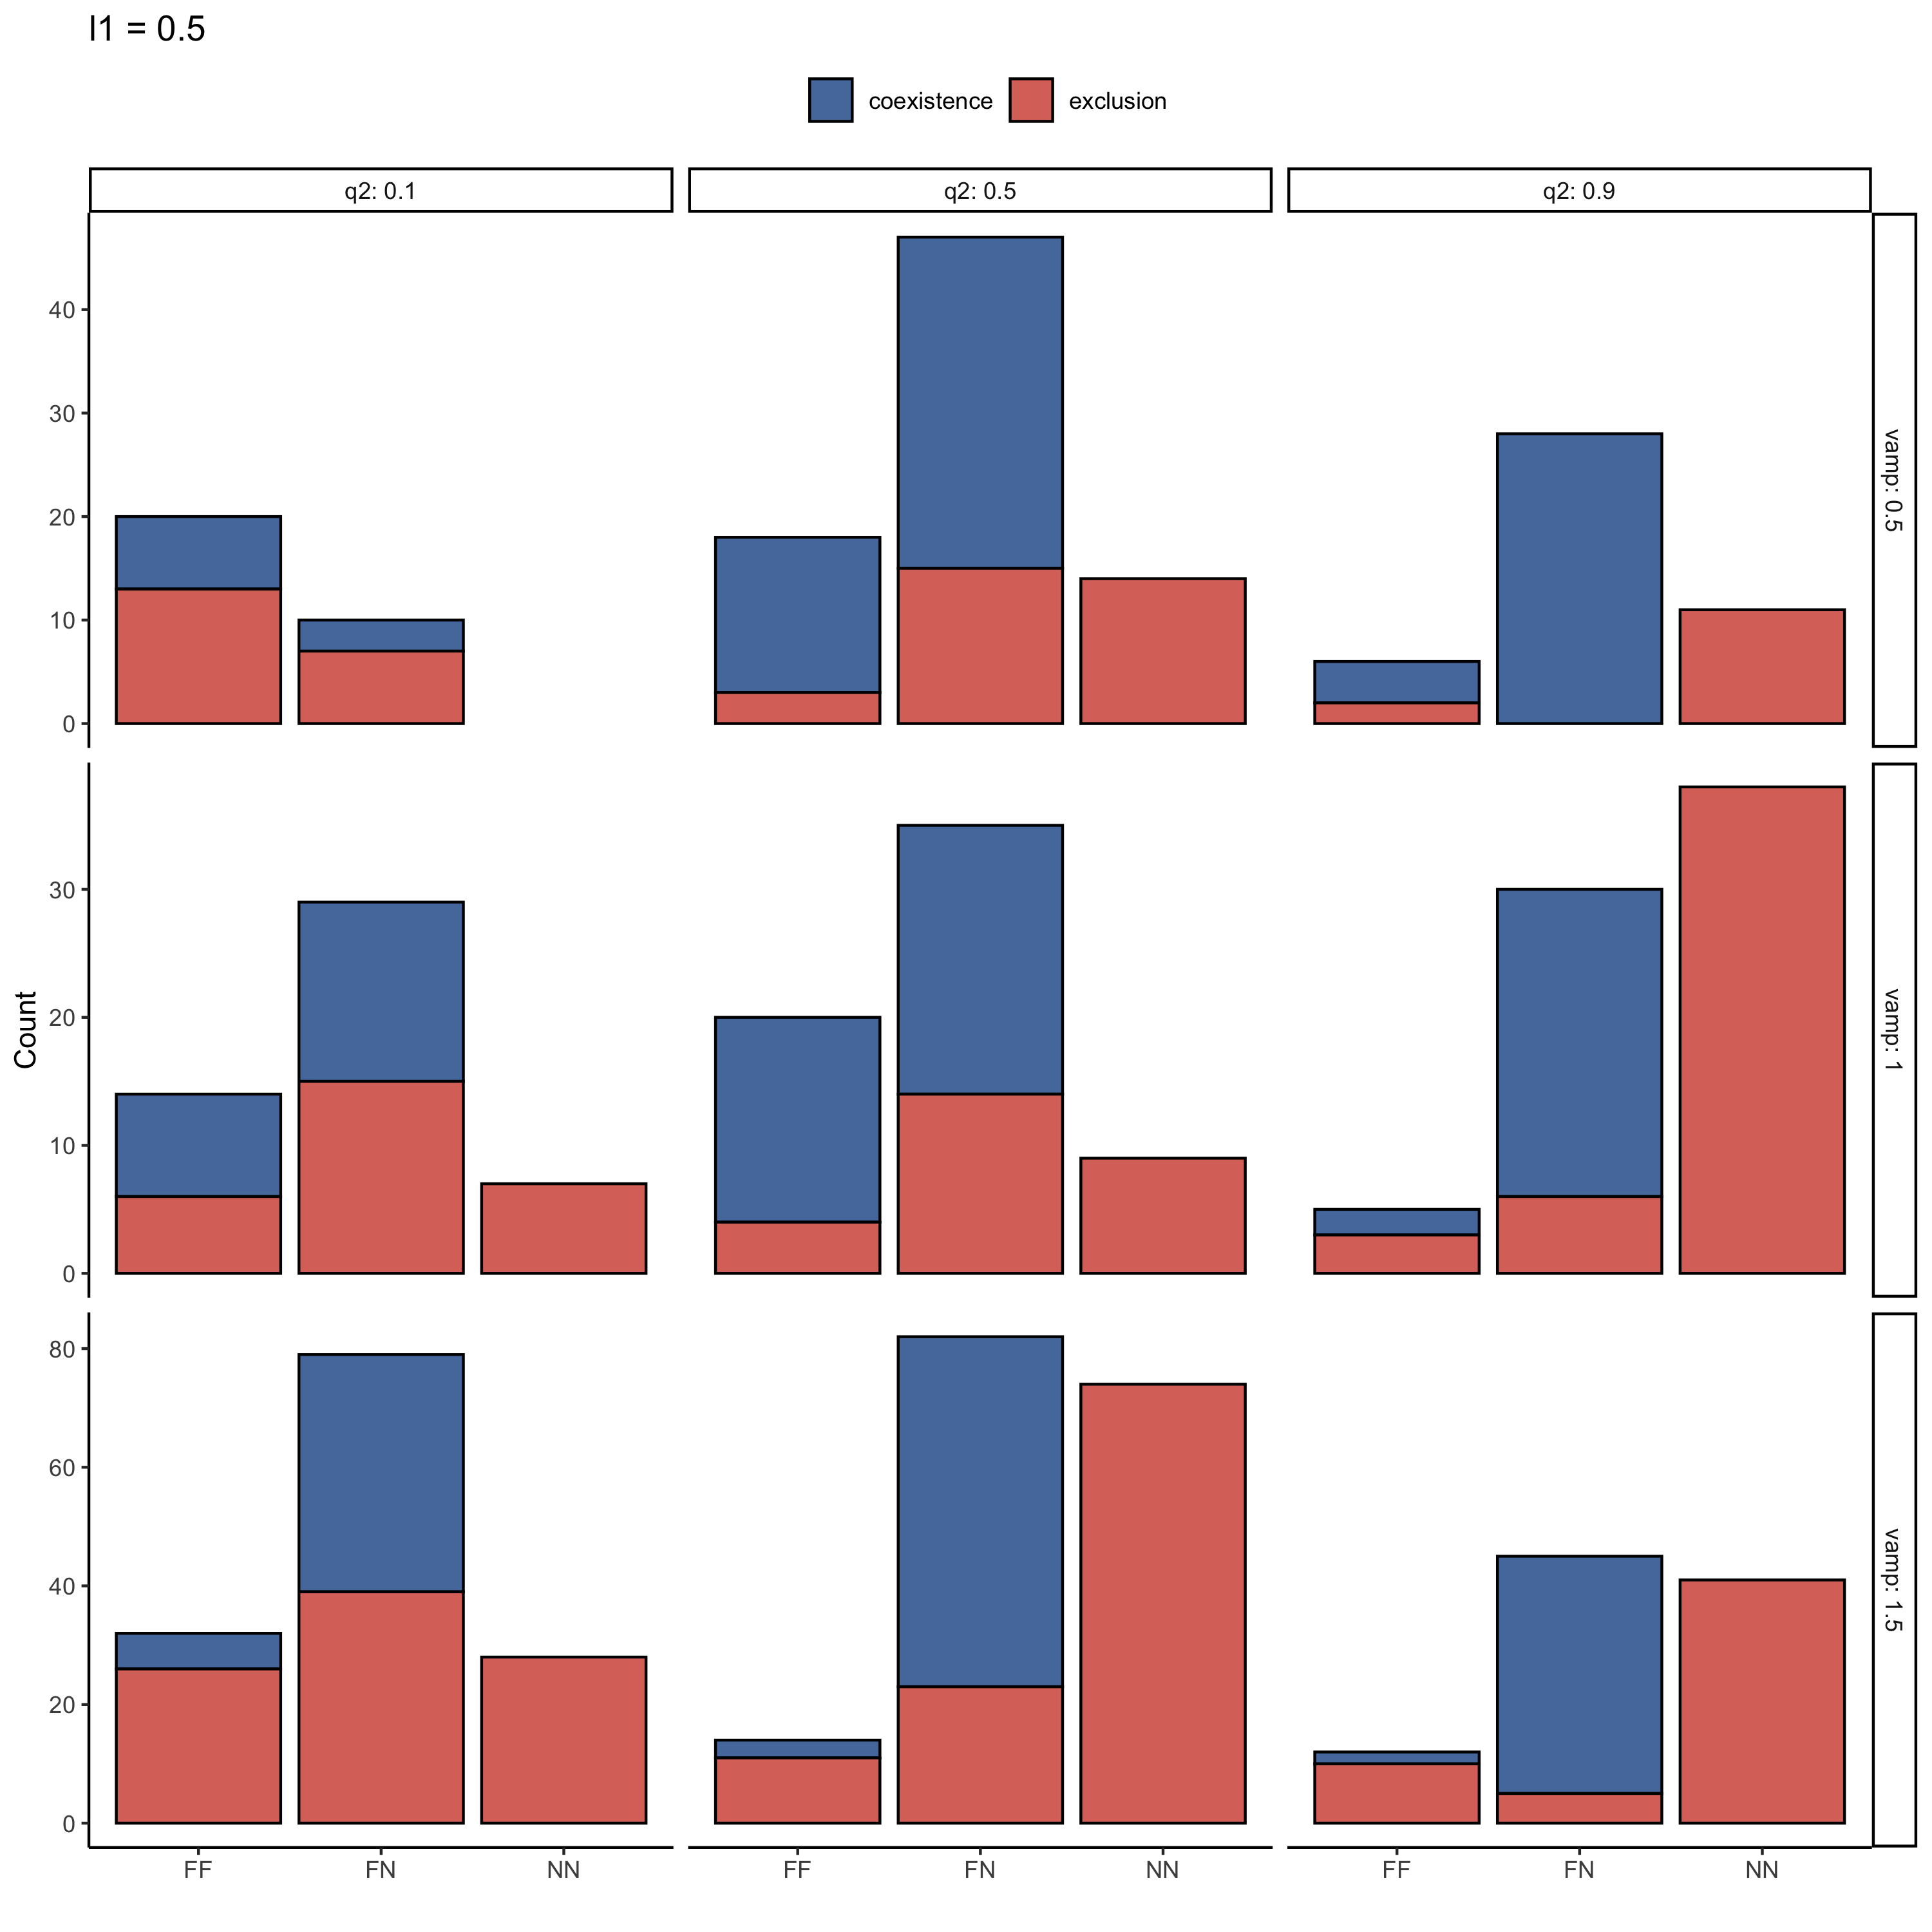 l1 = 0.5
coexistence exclusion
q2: 0.1 q2: 0.5 q2: 0.9
40
30
20
10
0
vamp: 0.5
30
20
10
0
vamp: 1
Count
80
60
40
20
0
vamp: 1.5
FF FN NN FF FN NN FF FN NN